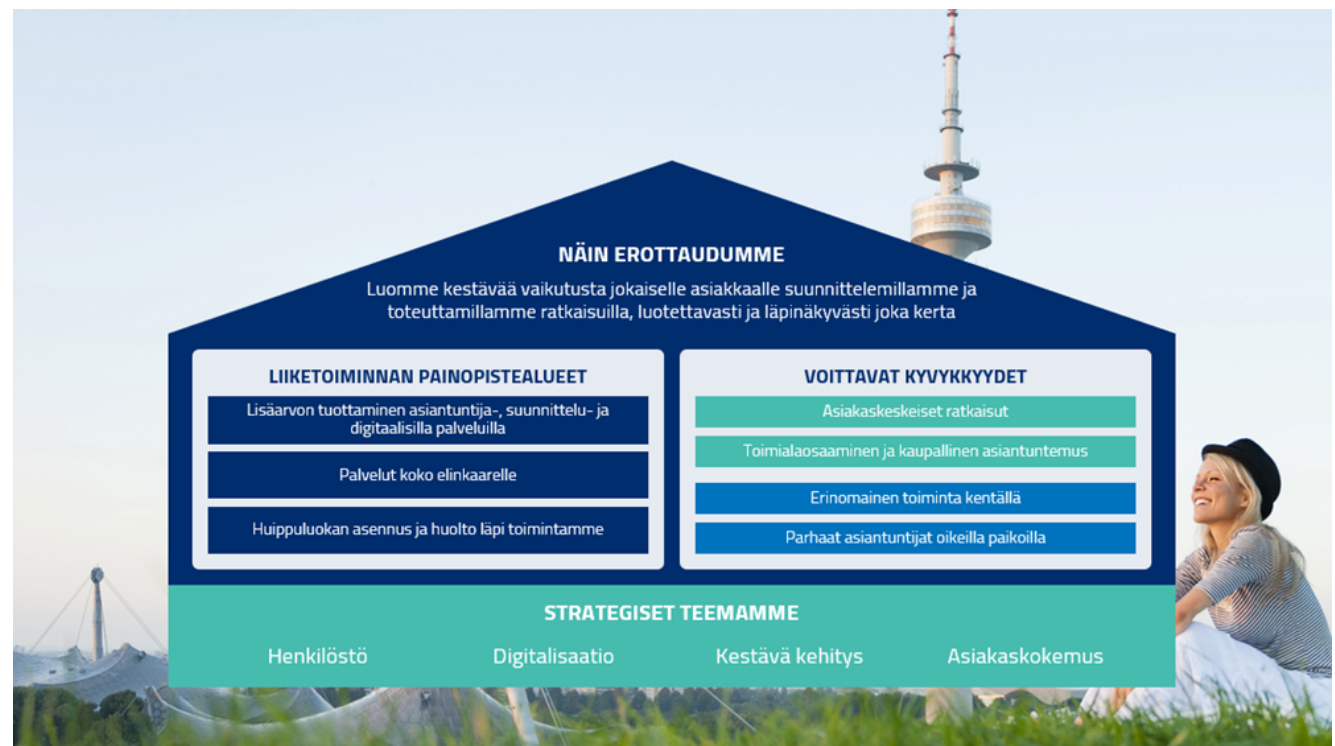 NÄIN EROTTAUDUMME
Luomme kestävää vaikutusta jokaiselle asiakkaalle suunnittelemillamme ja
toteuttamillamme ratkaisuilla, luotettavasti ja läpinäkyvästi joka kerta
LIIKETOIMINNAN PAINOPISTEALUEET
Lisäarvon tuottaminen asiantuntija-, suunnittelu- ja
digitaalisilla palveluilla
Palvelut koko elinkaarelle
Huippuluokan asennus ja huolto läpi toimintamme
VOITTAVAT KYVYKKYYDET
Asiakaskeskeiset ratkaisut
Toimialaosaaminen ja kaupallinen asiantuntemus
Erinomainen toiminta kentällä
Parhaat asiantuntijat oikeilla paikoilla
STRATEGISET TEEMAMME
Henkilöstö
Digitalisaatio
Kestävä kehitys
Asiakaskokemus